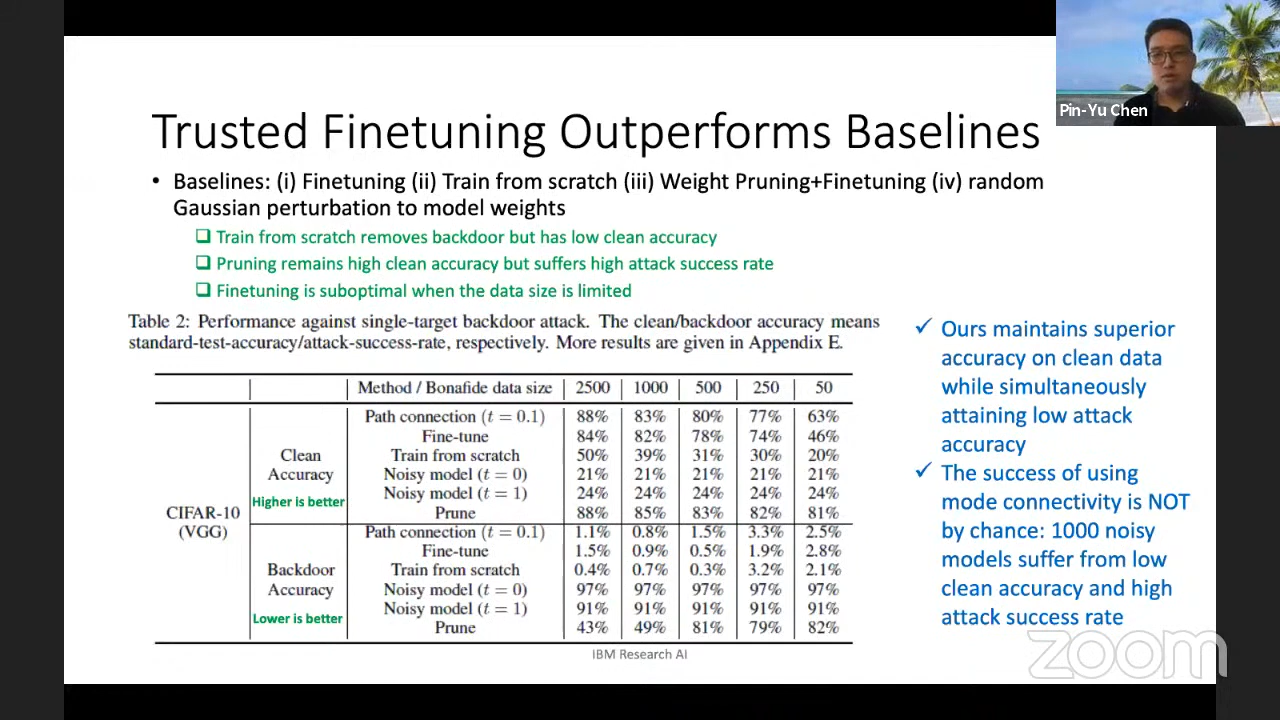 Pin-Yu Chen
Trusted Finetuning Outperforms Baselines
• Baselines: (i) Finetuning (ii) Train from scratch (iii) Weight Pruning+Finetuning (iv) random
Gaussian perturbation to model weights
❑ Train from scratch removes backdoor but has low clean accuracy
❑ Pruning remains high clean accuracy but suffers high attack success rate
❑ Finetuning is suboptimal when the data size is limited
Table 2: Performance against single-target backdoor attack. The clean/backdoor accuracy means
standard-test-accuracy/attack-success-rate, respectively. More results are given in Appendix E.
Method / Bonafide data size 2500 1000 500 250 50
Path connection (t = 0.1) 88% 83% 80% 77% 63%
Fine-tune 84% 82% 78% 74% 46%
Clean Train from scratch 50% 39% 31% 30% 20%
Accuracy Noisy model (t = 0) 21% 21% 21% 21% 21%
Higher is better Noisy model (t = 1) 24% 24% 24% 24% 24%
CIFAR-10 Prune 88% 85% 83% 82% 81%
(VGG) Path connection (t = 0.1) 1.1% 0.8% 1.5% 3.3% 2.5%
Fine-tune 1.5% 0.9% 0.5% 1.9% 2.8%
Backdoor Train from scratch 0.4% 0.7% 0.3% 3.2% 2.1%
Accuracy Noisy model (t = 0) 97% 97% 97% 97% 97%
Lower is better Noisy model (t = 1) 91% 91% 91% 91% 91%
Prune 43% 49% 81% 79% 82%
✓ Ours maintains superior
accuracy on clean data
while simultaneously
attaining low attack
accuracy
✓ The success of using
mode connectivity is NOT
by chance: 1000 noisy
models suffer from low
clean accuracy and high
attack success rate
IBM Research AI
zoom